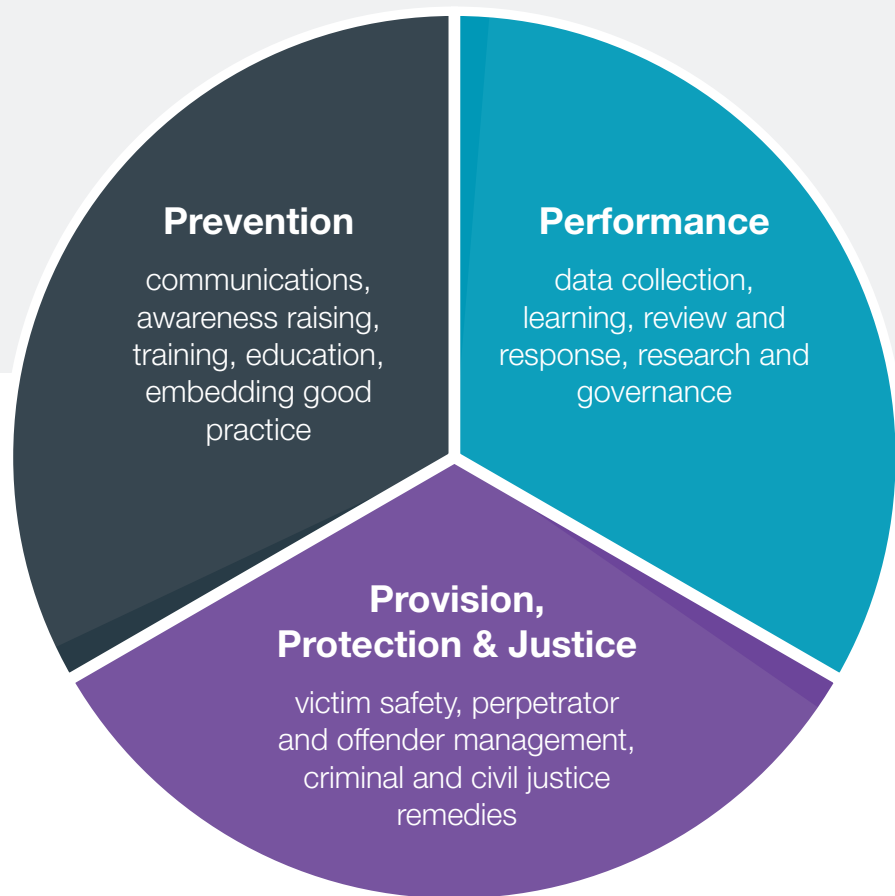 Prevention
communications,
awareness raising,
training, education,
embedding good
practice
Performance
data collection,
learning, review and
response, research and
governance
Provision,
Protection & Justice
victim safety, perpetrator
and offender management,
criminal and civil justice
remedies